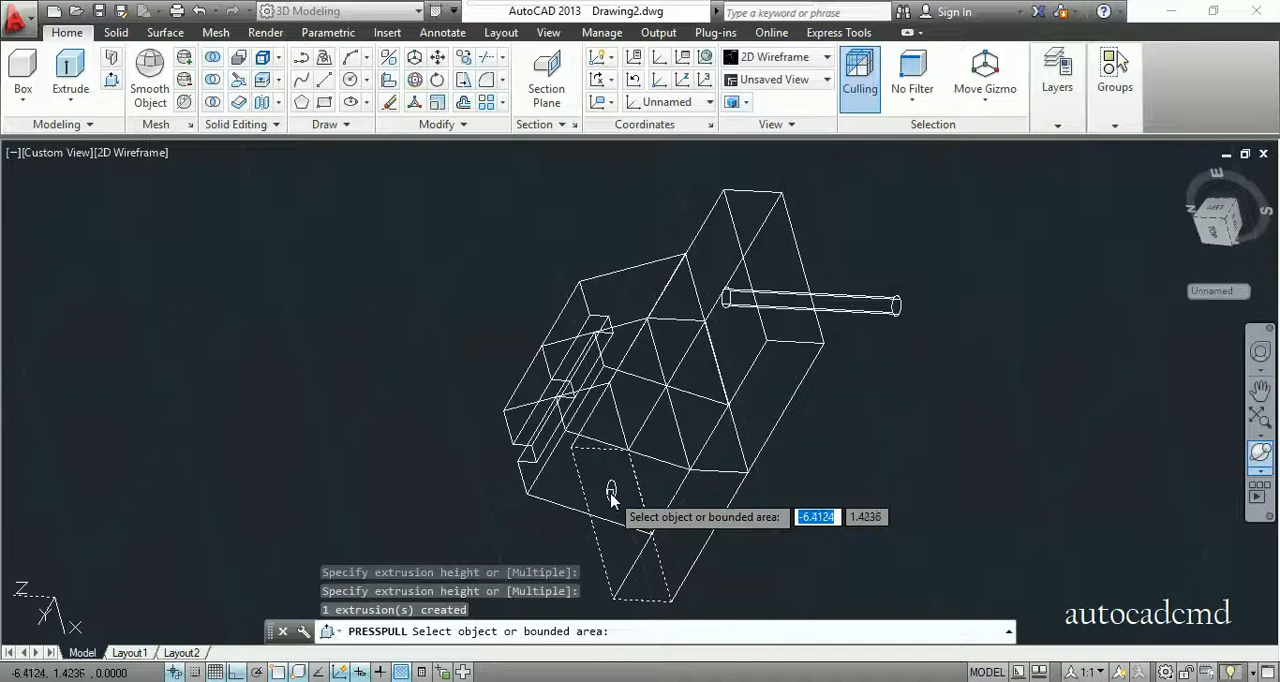 3D Modeling
AutoCAD 2013 Drawing2.dwg
Type a keyword or phrase
Sign In
Home Solid Surface Mesh Render Parametric Insert Annotate Layout View Manage Output Plug-ins Online Express Tools
Box
Extrude
Smooth
Object
Section
Plane
Unnamed
2D Wireframe
Unsaved View
Culling
No Filter
Move Gizmo
Layers
Groups
Modeling
Mesh
Solid Editing
Draw
Modify
Section
Coordinates
View
Selection
[−][Custom View][2D Wireframe]
E
N
S
LEFT
TOP
Unnamed
Select object or bounded area: -6.4124 1.4236
Specify extrusion height or [Multiple]:
Specify extrusion height or [Multiple]:
1 extrusion(s) created
Z
Y
X
autocadcmd
PRESSPULL Select object or bounded area:
Model Layout1 Layout2
-6.4124, 1.4236, 0.0000
MODEL
1:1